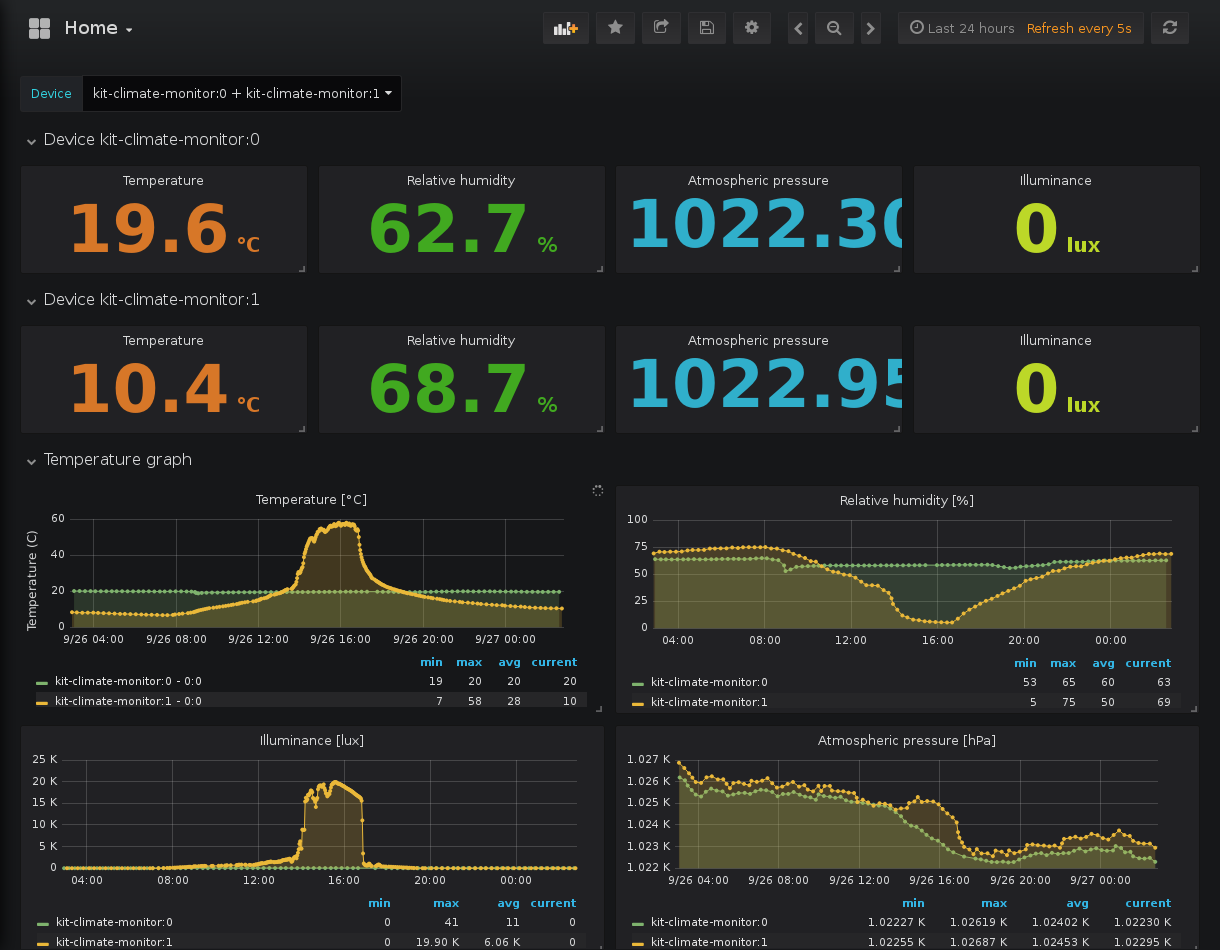 Home
Last 24 hours Refresh every 5s
Device kit-climate-monitor:0 + kit-climate-monitor:1
Device kit-climate-monitor:0
Temperature
19.6 °C
Relative humidity
62.7 %
Atmospheric pressure
1022.30
Illuminance
0 lux
Device kit-climate-monitor:1
Temperature
10.4 °C
Relative humidity
68.7 %
Atmospheric pressure
1022.95
Illuminance
0 lux
Temperature graph
Temperature [°C]
Temperature (C)
60
40
20
0
9/26 04:00 9/26 08:00 9/26 12:00 9/26 16:00 9/26 20:00 9/27 00:00
min max avg current
kit-climate-monitor:0 - 0:0 19 20 20 20
kit-climate-monitor:1 - 0:0 7 58 28 10
Relative humidity [%]
100
75
50
25
0
04:00 08:00 12:00 16:00 20:00 00:00
min max avg current
kit-climate-monitor:0 53 65 60 63
kit-climate-monitor:1 5 75 50 69
Illuminance [lux]
25 K
20 K
15 K
10 K
5 K
0
04:00 08:00 12:00 16:00 20:00 00:00
min max avg current
kit-climate-monitor:0 0 41 11 0
kit-climate-monitor:1 0 19.90 K 6.06 K 0
Atmospheric pressure [hPa]
1.027 K
1.026 K
1.025 K
1.024 K
1.023 K
1.022 K
9/26 04:00 9/26 08:00 9/26 12:00 9/26 16:00 9/26 20:00 9/27 00:00
min max avg current
kit-climate-monitor:0 1.02227 K 1.02619 K 1.02402 K 1.02230 K
kit-climate-monitor:1 1.02255 K 1.02687 K 1.02453 K 1.02295 K